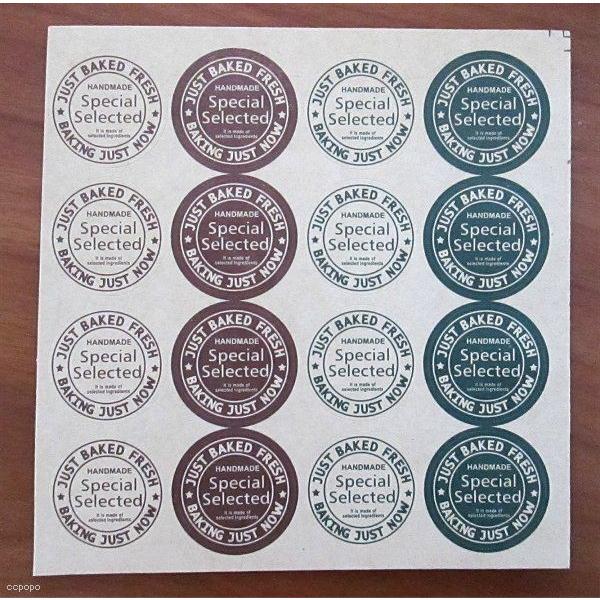 JUST BAKED FRESH
HANDMADE
Special
Selected
It is made of
selected ingredients
BAKING JUST NOW
JUST BAKED FRESH
HANDMADE
Special
Selected
It is made of
selected ingredients
BAKING JUST NOW
JUST BAKED FRESH
HANDMADE
Special
Selected
It is made of
selected ingredients
BAKING JUST NOW
JUST BAKED FRESH
HANDMADE
Special
Selected
It is made of
selected ingredients
BAKING JUST NOW
JUST BAKED FRESH
HANDMADE
Special
Selected
It is made of
selected ingredients
BAKING JUST NOW
JUST BAKED FRESH
HANDMADE
Special
Selected
It is made of
selected ingredients
BAKING JUST NOW
JUST BAKED FRESH
HANDMADE
Special
Selected
It is made of
selected ingredients
BAKING JUST NOW
JUST BAKED FRESH
HANDMADE
Special
Selected
It is made of
selected ingredients
BAKING JUST NOW
JUST BAKED FRESH
HANDMADE
Special
Selected
It is made of
selected ingredients
BAKING JUST NOW
JUST BAKED FRESH
HANDMADE
Special
Selected
It is made of
selected ingredients
BAKING JUST NOW
JUST BAKED FRESH
HANDMADE
Special
Selected
It is made of
selected ingredients
BAKING JUST NOW
JUST BAKED FRESH
HANDMADE
Special
Selected
It is made of
selected ingredients
BAKING JUST NOW
JUST BAKED FRESH
HANDMADE
Special
Selected
It is made of
selected ingredients
BAKING JUST NOW
JUST BAKED FRESH
HANDMADE
Special
Selected
It is made of
selected ingredients
BAKING JUST NOW
JUST BAKED FRESH
HANDMADE
Special
Selected
It is made of
selected ingredients
BAKING JUST NOW
JUST BAKED FRESH
HANDMADE
Special
Selected
It is made of
selected ingredients
BAKING JUST NOW
ccpopo